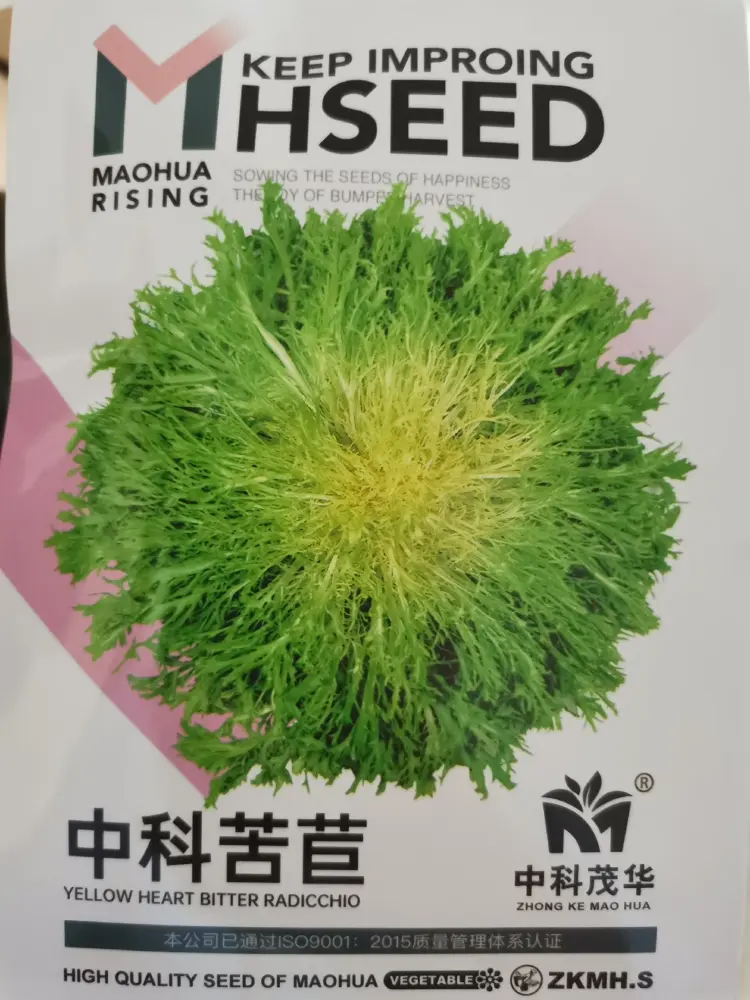 KEEP IMPROING
HSEED
MAOHUA
RISING
SOWING THE SEEDS OF HAPPINESS
THE JOY OF BUMPER HARVEST
中科苦苣
YELLOW HEART BITTER RADICCHIO
®
中科茂华
ZHONG KE MAO HUA
本公司已通过ISO9001：2015质量管理体系认证
HIGH QUALITY SEED OF MAOHUA VEGETABLE ZKMH.S